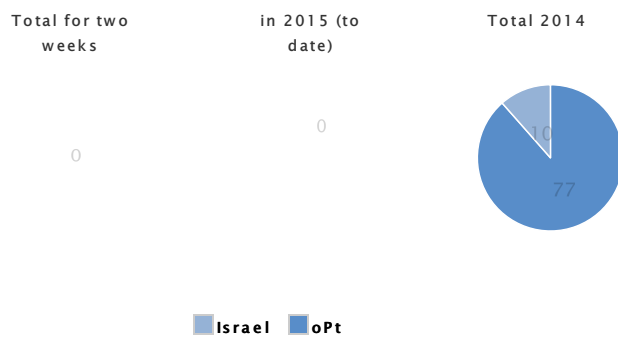 Total for two
weeks
in 2015 (to
date)
Total 2014
0
0
10
77
Israel
oPt